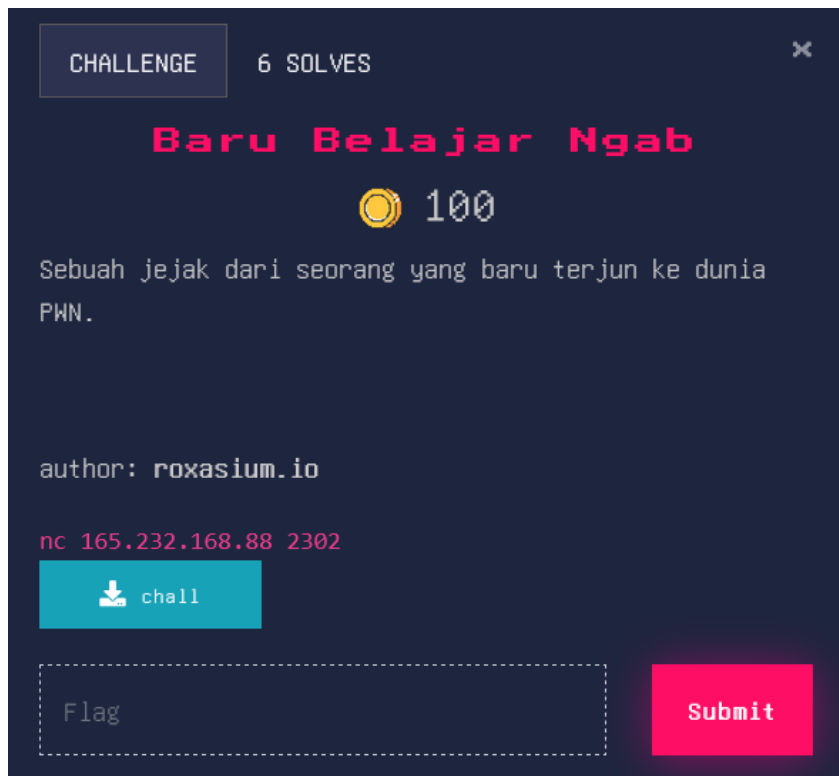 CHALLENGE 6 SOLVES ×
Baru Belajar Ngab
100
Sebuah jejak dari seorang yang baru terjun ke dunia
PWN.
author: roxasium.io
nc 165.232.168.88 2302
chall
Flag
Submit